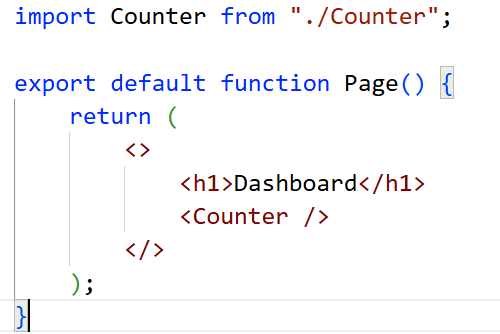 import Counter from "./Counter";
export default function Page() {
return (
<>
<h1>Dashboard</h1>
<Counter />
</>
);
}